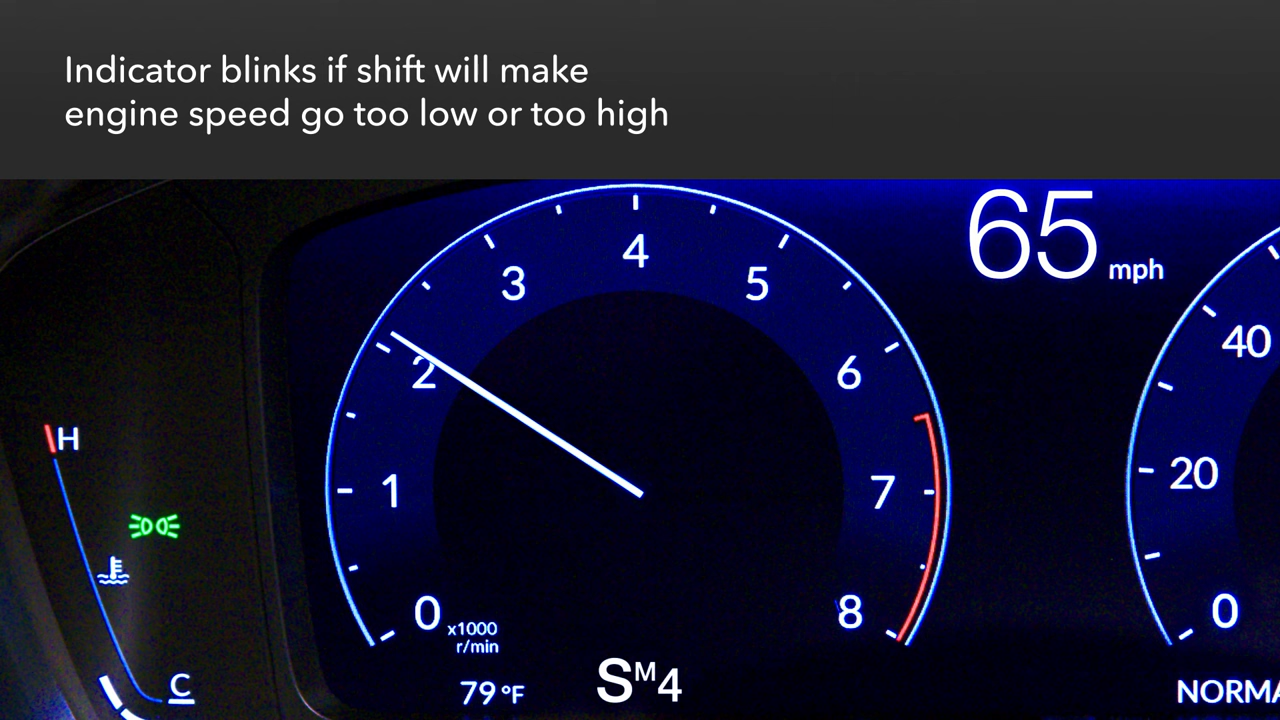 Indicator blinks if shift will make
engine speed go too low or too high
65 mph
4
3
5
2
6
1
7
0
8
x1000
r/min
40
20
0
H
C
79 °F
SM4
NORMA